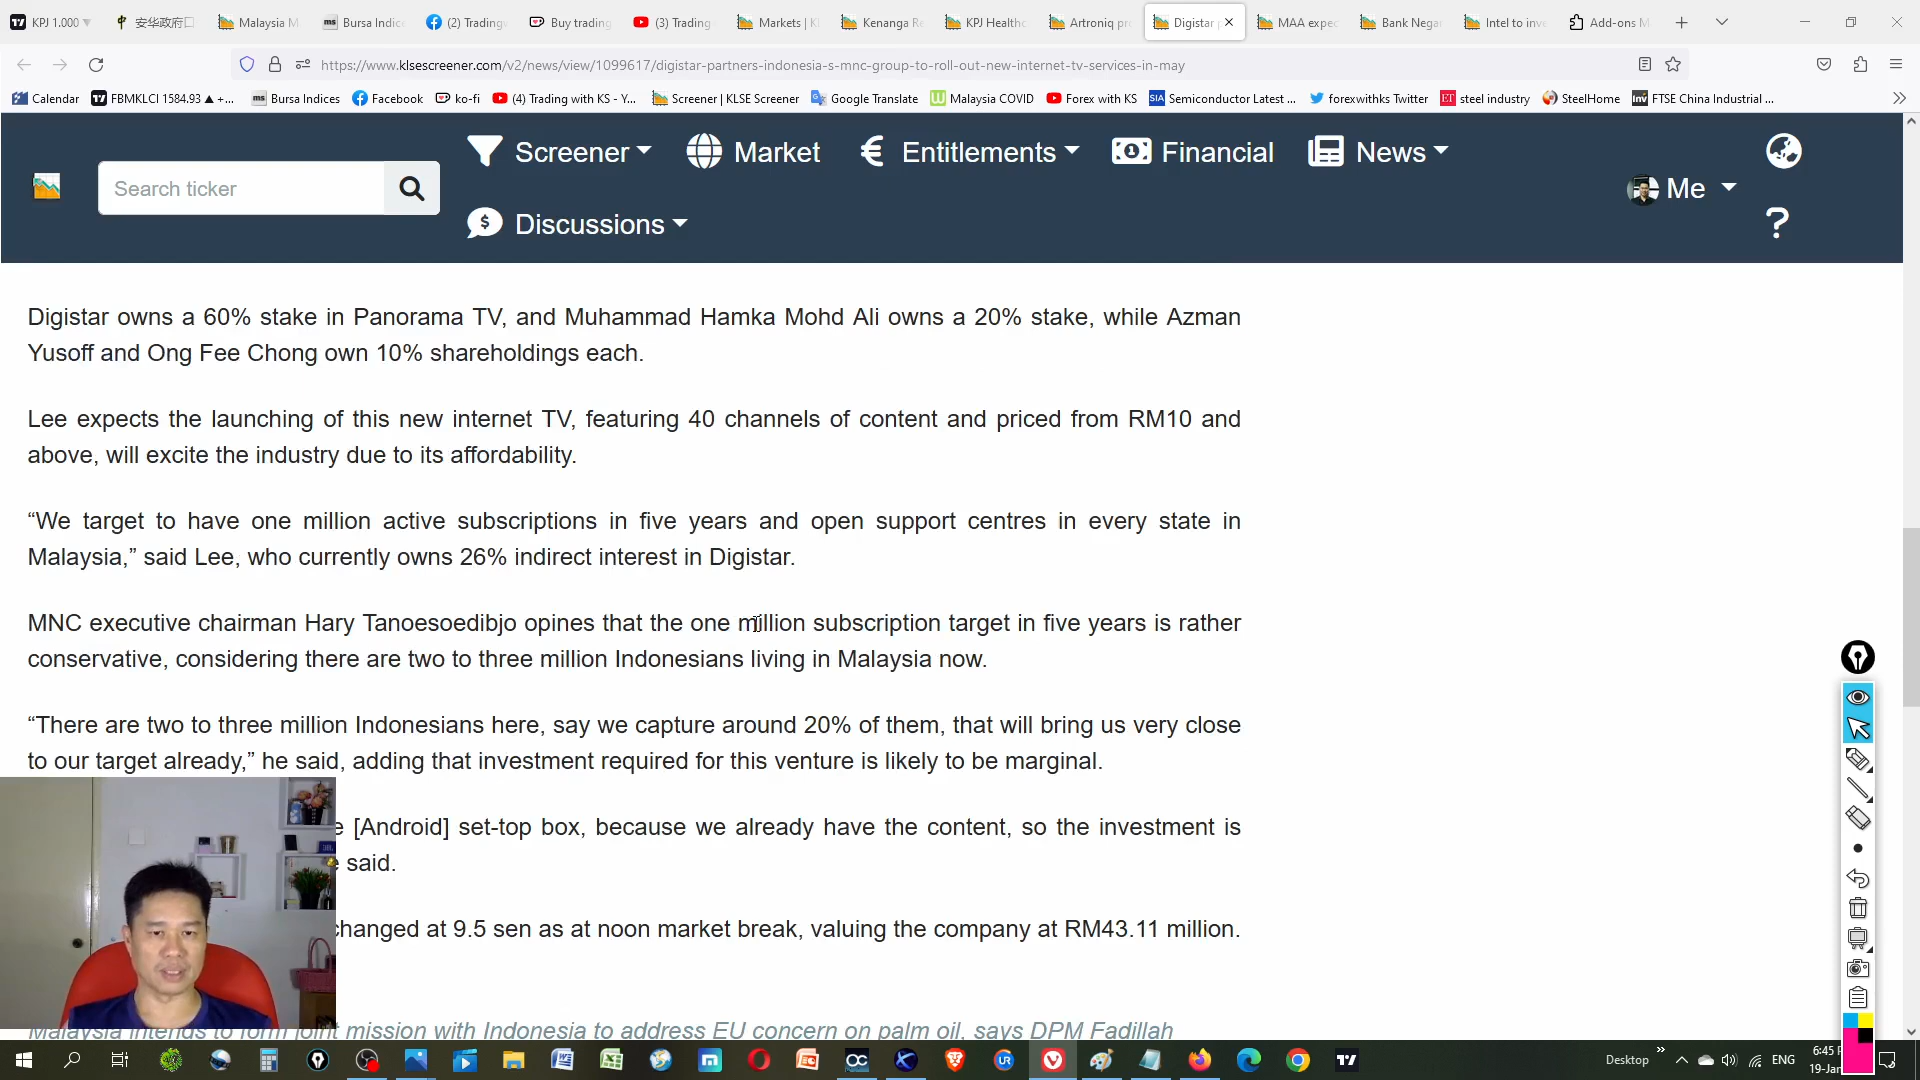 KPJ 1.000
安华政府
Malaysia M
Bursa Indice
(2) Trading
Buy trading
(3) Trading
Markets | KL
Kenanga Re
KPJ Healthc
Artroniq pr
Digistar
MAA expec
Bank Negar
Intel to inve
Add-ons M
https://www.klsescreener.com/v2/news/view/1099617/digistar-partners-indonesia-s-mnc-group-to-roll-out-new-internet-tv-services-in-may
Calendar
FBMKLCI 1584.93 ▲ +...
Bursa Indices
Facebook
ko-fi
(4) Trading with KS - Y...
Screener | KLSE Screener
Google Translate
Malaysia COVID
Forex with KS
Semiconductor Latest ...
forexwithks Twitter
steel industry
SteelHome
FTSE China Industrial ...
Search ticker
Screener
Market
Entitlements
Financial
News
Discussions
Me
?
Digistar owns a 60% stake in Panorama TV, and Muhammad Hamka Mohd Ali owns a 20% stake, while Azman
Yusoff and Ong Fee Chong own 10% shareholdings each.
Lee expects the launching of this new internet TV, featuring 40 channels of content and priced from RM10 and
above, will excite the industry due to its affordability.
“We target to have one million active subscriptions in five years and open support centres in every state in
Malaysia,” said Lee, who currently owns 26% indirect interest in Digistar.
MNC executive chairman Hary Tanoesoedibjo opines that the one million subscription target in five years is rather
conservative, considering there are two to three million Indonesians living in Malaysia now.
“There are two to three million Indonesians here, say we capture around 20% of them, that will bring us very close
to our target already,” he said, adding that investment required for this venture is likely to be marginal.
[Android] set-top box, because we already have the content, so the investment is
said.
changed at 9.5 sen as at noon market break, valuing the company at RM43.11 million.
Malaysia intends to form joint mission with Indonesia to address EU concern on palm oil, says DPM Fadillah
Desktop
ENG
6:45
19-Jan